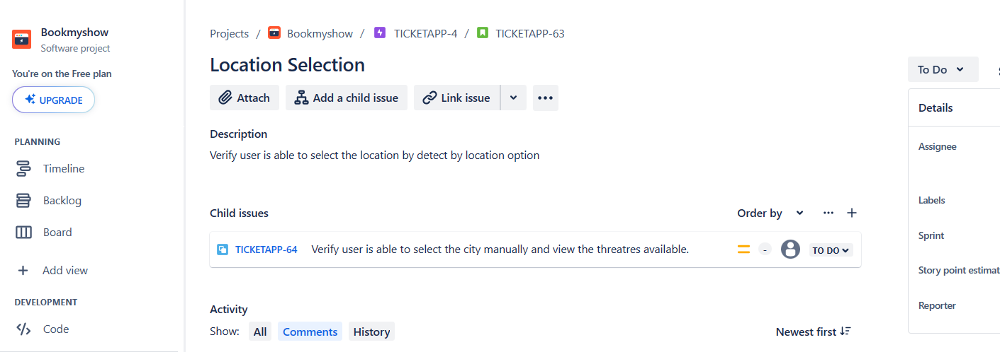 Bookmyshow
Software project
You're on the Free plan
UPGRADE
PLANNING
Timeline
Backlog
Board
Add view
DEVELOPMENT
Code
Projects / Bookmyshow / TICKETAPP-4 / TICKETAPP-63
Location Selection
Attach Add a child issue Link issue
Description
Verify user is able to select the location by detect by location option
Child issues Order by
TICKETAPP-64 Verify user is able to select the city manually and view the threatres available. - TO DO
Activity
Show: All Comments History Newest first
To Do
Details
Assignee
Labels
Sprint
Story point estimat
Reporter